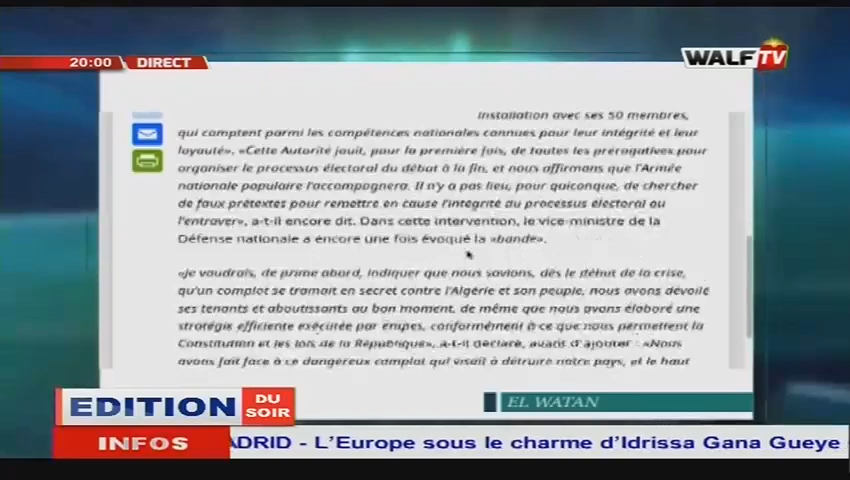 20:00 DIRECT
WALF TV
installation avec ses 50 membres,
qui comptent parmi les compétences nationales connues pour leur intégrité et leur
loyauté», «Cette Autorité jouit, pour la première fois, de toutes les prérogatives pour
organiser le processus électoral du début à la fin, et nous affirmons que l'Armée
nationale populaire l'accompagnera. Il n'y a pas lieu, pour quiconque, de chercher
de faux prétextes pour remettre en cause l'intégrité du processus électoral ou
l'entraver», a-t-il encore dit. Dans cette intervention, le vice-ministre de la
Défense nationale a encore une fois évoqué la «bande».
«Je voudrais, de prime abord, indiquer que nous savions, dès le début de la crise,
qu'un complot se tramait en secret contre l'Algérie et son peuple, nous avons dévoilé
ses tenants et aboutissants au bon moment, de même que nous avons élaboré une
stratégie efficiente exécutée par étapes, conformément à ce que nous permettent la
Constitution et les lois de la République», a-t-il déclaré, avant d'ajouter : «Nous
avons fait face à ce dangereux complot qui visait à détruire notre pays, et le haut
EL WATAN
EDITION DU SOIR
INFOS ADRID - L'Europe sous le charme d'Idrissa Gana Gueye